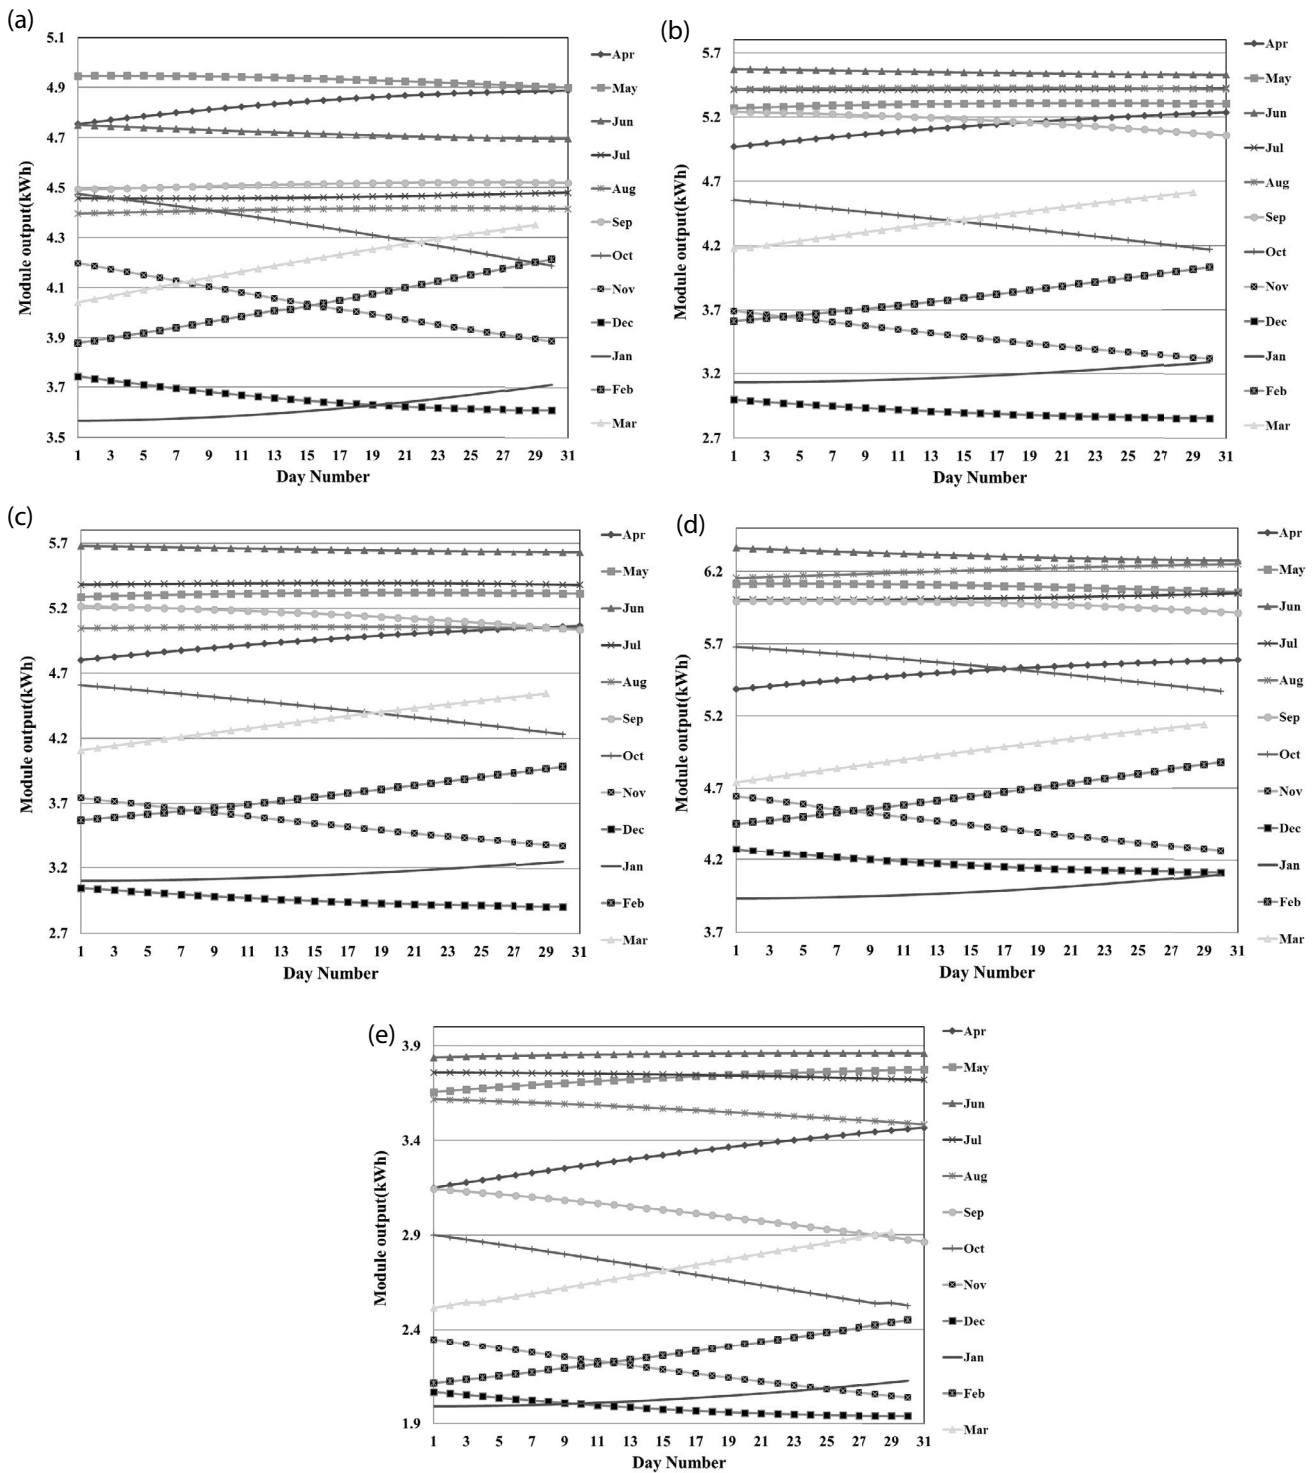 (a)
5.1
4.9
4.7
4.5
4.3
4.1
3.9
3.7
3.5
Module output(kWh)
1 3 5 7 9 11 13 15 17 19 21 23 25 27 29 31
Day Number
Apr
May
Jun
Jul
Aug
Sep
Oct
Nov
Dec
Jan
Feb
Mar
(b)
5.7
5.2
4.7
4.2
3.7
3.2
2.7
Module output(kWh)
1 3 5 7 9 11 13 15 17 19 21 23 25 27 29 31
Day Number
Apr
May
Jun
Jul
Aug
Sep
Oct
Nov
Dec
Jan
Feb
Mar
(c)
5.7
5.2
4.7
4.2
3.7
3.2
2.7
Module output(kWh)
1 3 5 7 9 11 13 15 17 19 21 23 25 27 29 31
Day Number
Apr
May
Jun
Jul
Aug
Sep
Oct
Nov
Dec
Jan
Feb
Mar
(d)
6.2
5.7
5.2
4.7
4.2
3.7
Module output(kWh)
1 3 5 7 9 11 13 15 17 19 21 23 25 27 29 31
Day Number
Apr
May
Jun
Jul
Aug
Sep
Oct
Nov
Dec
Jan
Feb
Mar
(e)
3.9
3.4
2.9
2.4
1.9
Module output(kWh)
1 3 5 7 9 11 13 15 17 19 21 23 25 27 29 31
Day Number
Apr
May
Jun
Jul
Aug
Sep
Oct
Nov
Dec
Jan
Feb
Mar